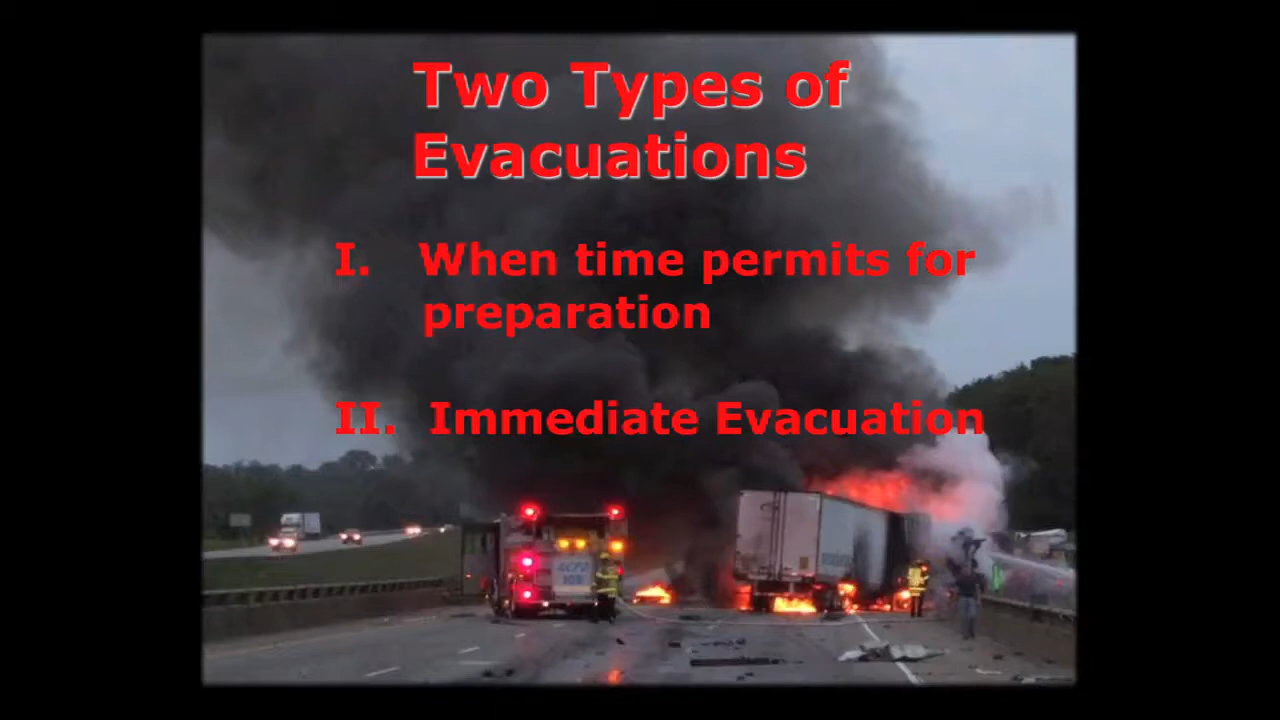 Two Types of
Evacuations
I. When time permits for
preparation
II. Immediate Evacuation